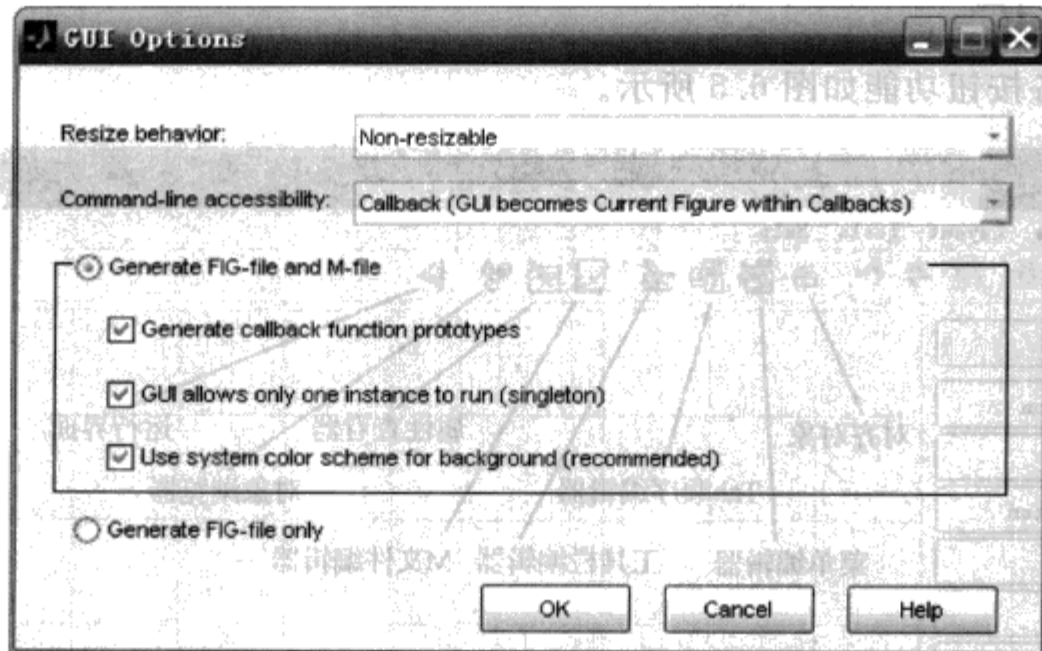 GUI Options
Resize behavior:
Non-resizable
Command-line accessibility:
Callback (GUI becomes Current Figure within Callbacks)
Generate FIG-file and M-file
Generate callback function prototypes
GUI allows only one instance to run (singleton)
Use system color scheme for background (recommended)
Generate FIG-file only
OK
Cancel
Help